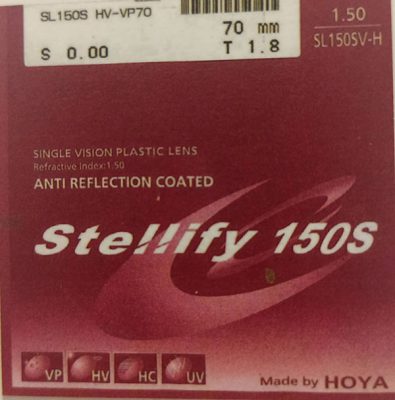 SL150S HV-VP70
70 mm
S 0.00 T 1.8
1.50
SL150SV-H
SINGLE VISION PLASTIC LENS
Refractive Index:1.50
ANTI REFLECTION COATED
Stellify 150S
VP HV HC UV
Made by HOYA